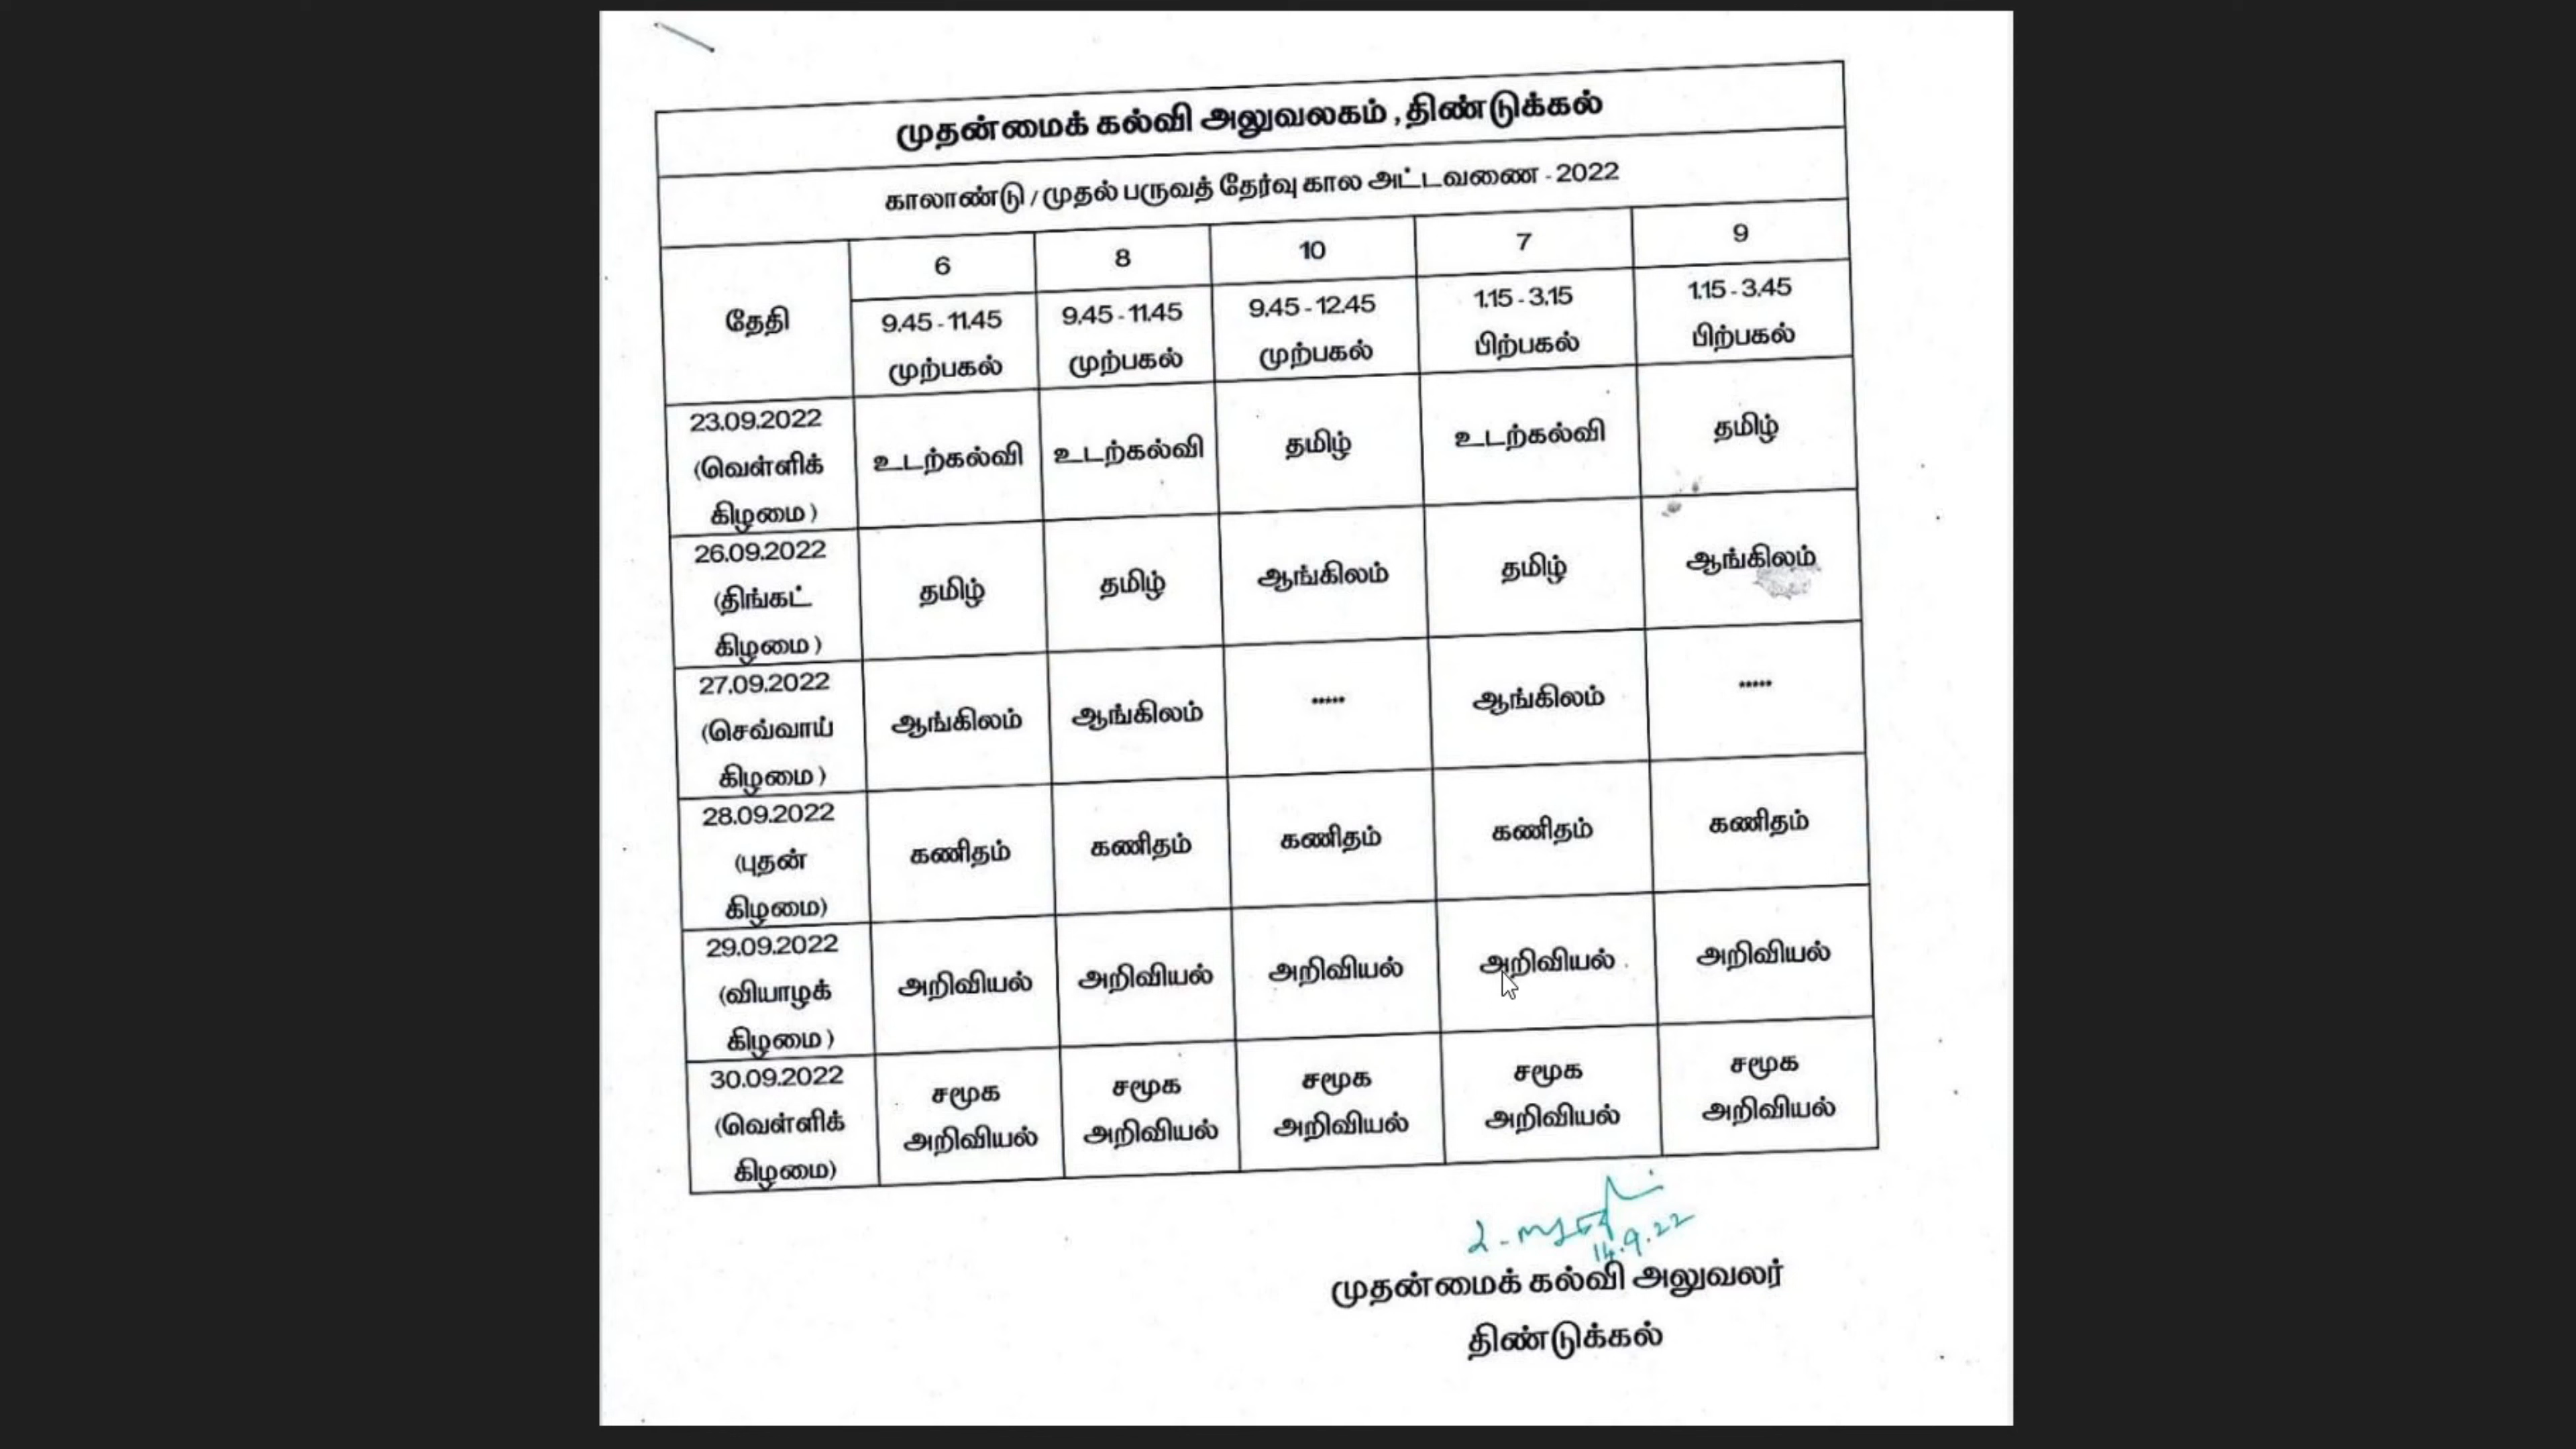 முதன்மைக் கல்வி அலுவலகம் , திண்டுக்கல்
காலாண்டு / முதல் பருவத் தேர்வு கால அட்டவணை - 2022
தேதி
6 8 10 7 9
9.45 - 11.45 9.45 - 11.45 9.45 - 12.45 1.15 - 3.15 1.15 - 3.45
முற்பகல் முற்பகல் முற்பகல் பிற்பகல் பிற்பகல்
23.09.2022
(வெள்ளிக் உடற்கல்வி உடற்கல்வி தமிழ் உடற்கல்வி தமிழ்
கிழமை )
26.09.2022
(திங்கட் தமிழ் தமிழ் ஆங்கிலம் தமிழ் ஆங்கிலம்
கிழமை )
27.09.2022
(செவ்வாய் ஆங்கிலம் ஆங்கிலம் ***** ஆங்கிலம் *****
கிழமை )
28.09.2022
(புதன் கணிதம் கணிதம் கணிதம் கணிதம் கணிதம்
கிழமை)
29.09.2022
(வியாழக் அறிவியல் அறிவியல் அறிவியல் அறிவியல் அறிவியல்
கிழமை )
30.09.2022 சமூக சமூக சமூக சமூக சமூக
(வெள்ளிக் அறிவியல் அறிவியல் அறிவியல் அறிவியல் அறிவியல்
கிழமை)
14.9.22
முதன்மைக் கல்வி அலுவலர்
திண்டுக்கல்